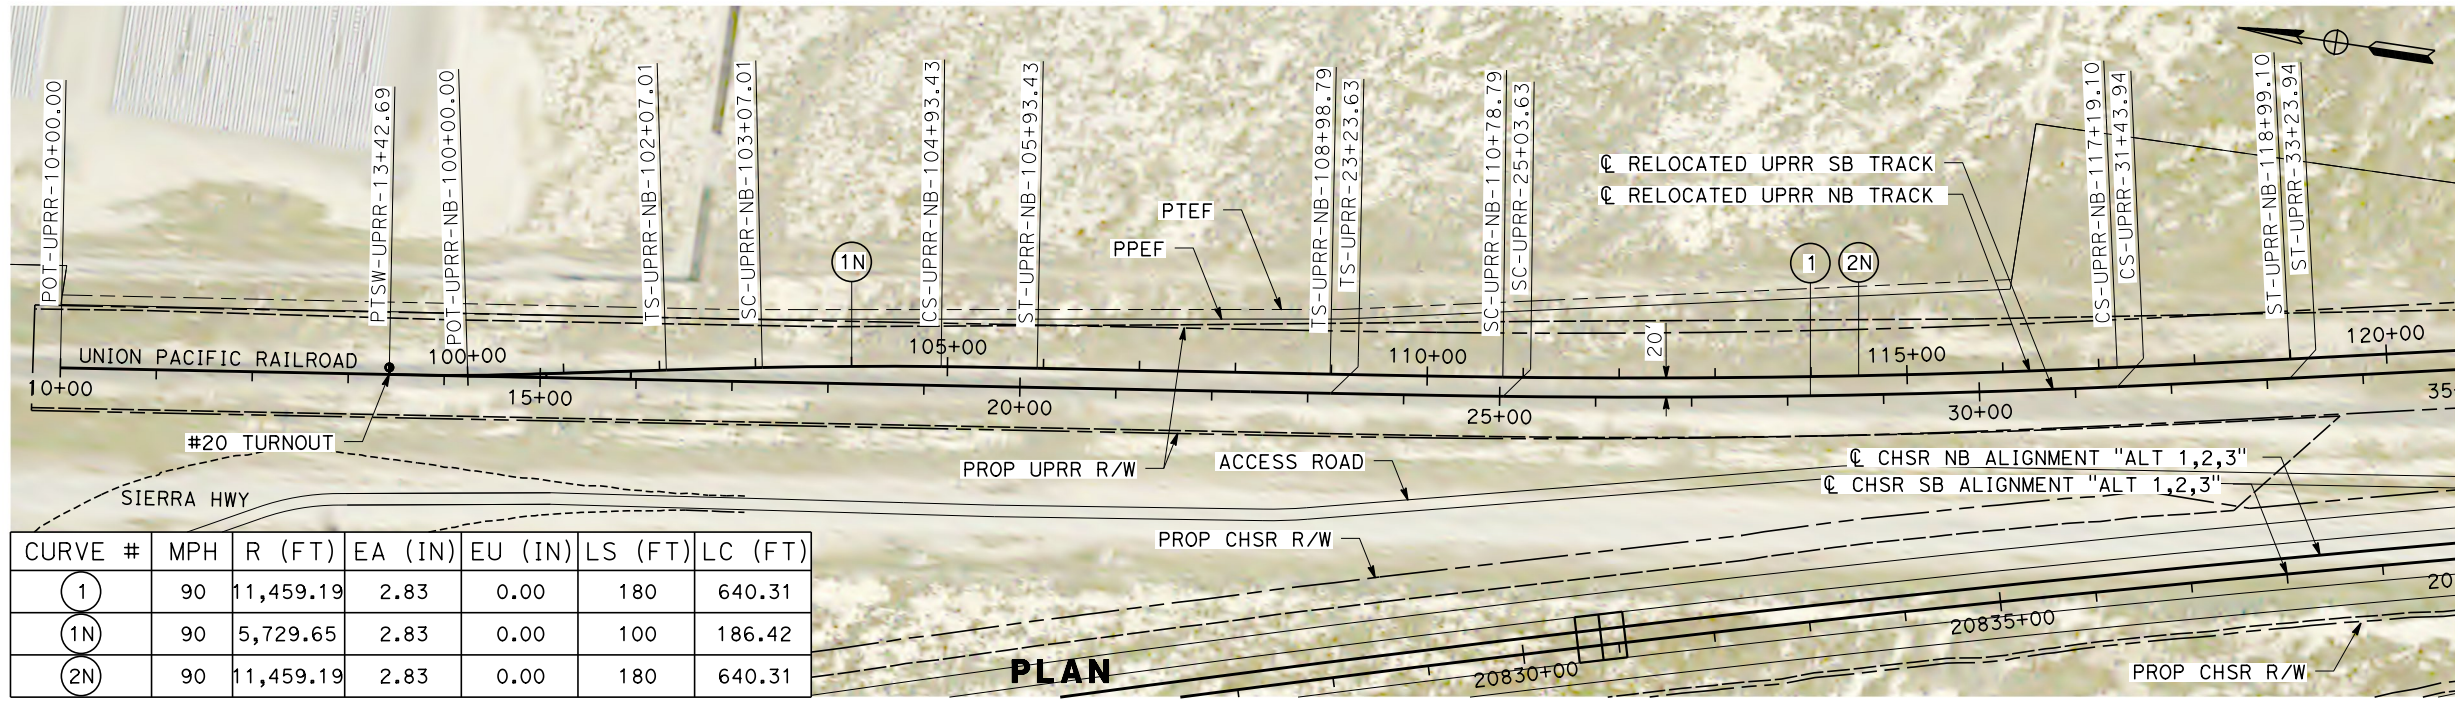 POT-UPRR-10+00.00
PTSW-UPRR-13+42.69
POT-UPRR-NB-100+00.00
TS-UPRR-NB-102+07.01
SC-UPRR-NB-103+07.01
CS-UPRR-NB-104+93.43
ST-UPRR-NB-105+93.43
TS-UPRR-NB-108+98.79
TS-UPRR-23+23.63
SC-UPRR-NB-110+78.79
SC-UPRR-25+03.63
CS-UPRR-NB-117+19.10
CS-UPRR-31+43.94
ST-UPRR-NB-118+99.10
ST-UPRR-33+23.94
℄ RELOCATED UPRR SB TRACK
℄ RELOCATED UPRR NB TRACK
PTEF
PPEF
1N
1
2N
20'
UNION PACIFIC RAILROAD
100+00
105+00
110+00
115+00
120+00
10+00
15+00
20+00
25+00
30+00
35
#20 TURNOUT
PROP UPRR R/W
ACCESS ROAD
℄ CHSR NB ALIGNMENT "ALT 1,2,3"
℄ CHSR SB ALIGNMENT "ALT 1,2,3"
SIERRA HWY
PROP CHSR R/W
20830+00
20835+00
20
PROP CHSR R/W
CURVE # MPH R (FT) EA (IN) EU (IN) LS (FT) LC (FT)
1 90 11,459.19 2.83 0.00 180 640.31
1N 90 5,729.65 2.83 0.00 100 186.42
2N 90 11,459.19 2.83 0.00 180 640.31
PLAN